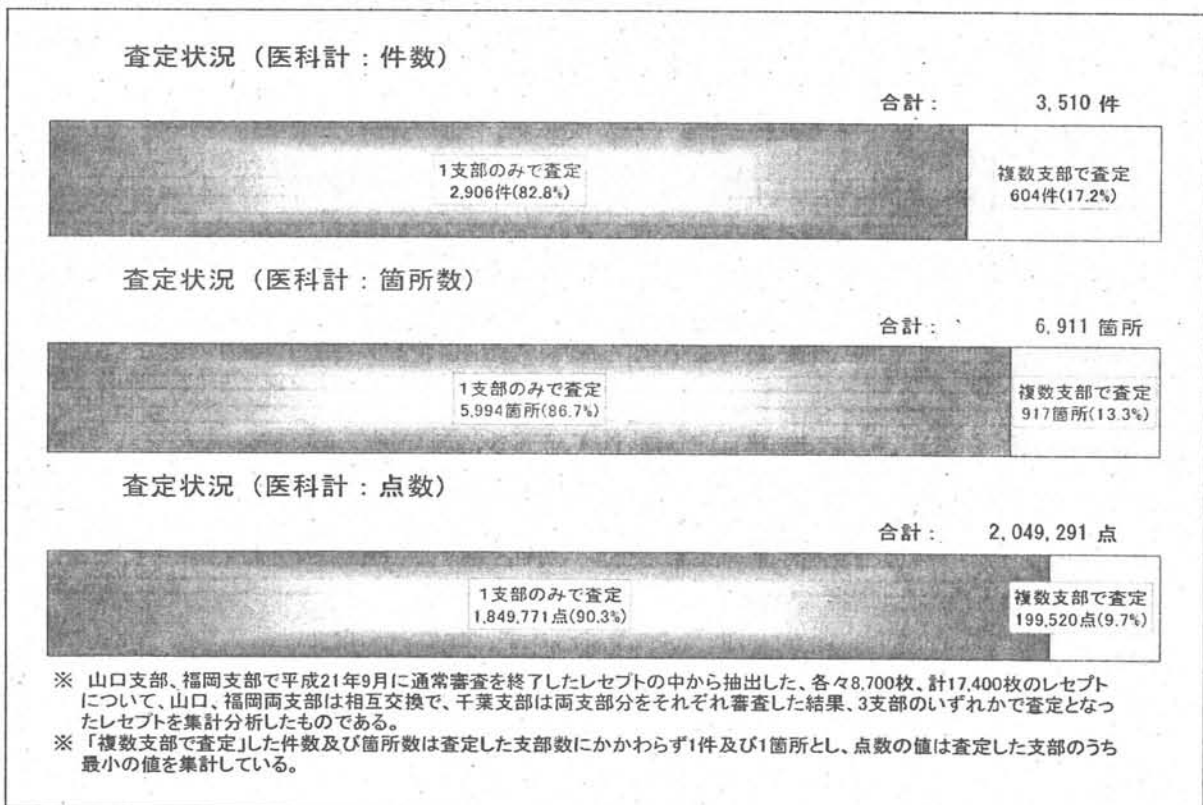 査定状況（医科計：件数）
合計： 3,510 件
1支部のみで査定
2,906件(82.8%)
複数支部で査定
604件(17.2%)
査定状況（医科計：箇所数）
合計： 6,911 箇所
1支部のみで査定
5,994箇所(86.7%)
複数支部で査定
917箇所(13.3%)
査定状況（医科計：点数）
合計： 2,049,291 点
1支部のみで査定
1,849,771点(90.3%)
複数支部で査定
199,520点(9.7%)
※ 山口支部、福岡支部で平成21年9月に通常審査を終了したレセプトの中から抽出した、各々8,700枚、計17,400枚のレセプト
について、山口、福岡両支部は相互交換で、千葉支部は両支部分をそれぞれ審査した結果、3支部のいずれかで査定となっ
たレセプトを集計分析したものである。
※ 「複数支部で査定」した件数及び箇所数は査定した支部数にかかわらず1件及び1箇所とし、点数の値は査定した支部のうち
最小の値を集計している。